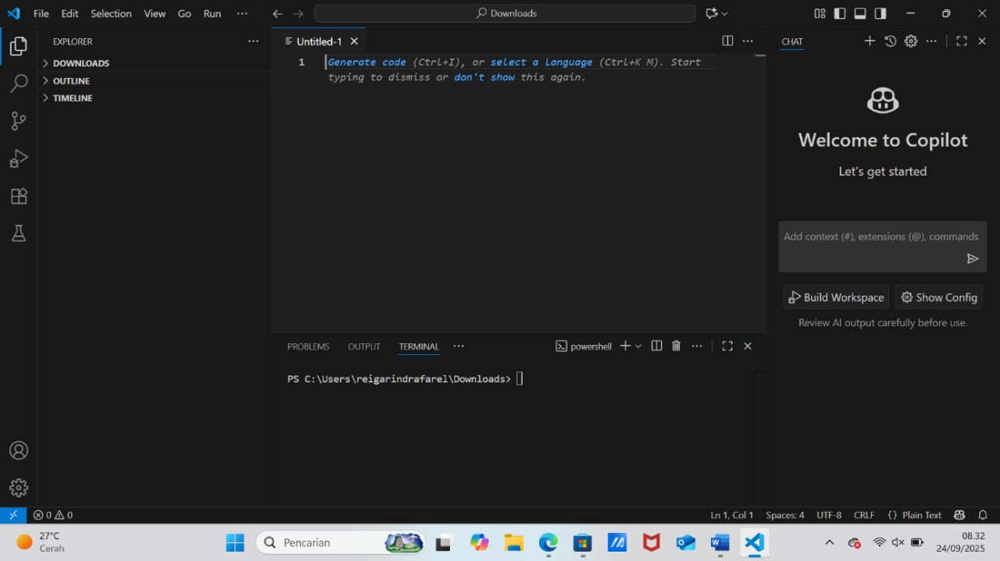 File Edit Selection View Go Run ···
Downloads
EXPLORER ···
DOWNLOADS
OUTLINE
TIMELINE
Untitled-1
1 Generate code (Ctrl+I), or select a language (Ctrl+K M). Start
typing to dismiss or don't show this again.
PROBLEMS OUTPUT TERMINAL ···
powershell
PS C:\Users\reigarindrafarel\Downloads>
CHAT
Welcome to Copilot
Let's get started
Add context (#), extensions (@), commands
Build Workspace Show Config
Review AI output carefully before use.
0 0
Ln 1, Col 1 Spaces: 4 UTF-8 CRLF {} Plain Text
27°C
Cerah
Pencarian
08.32
24/09/2025